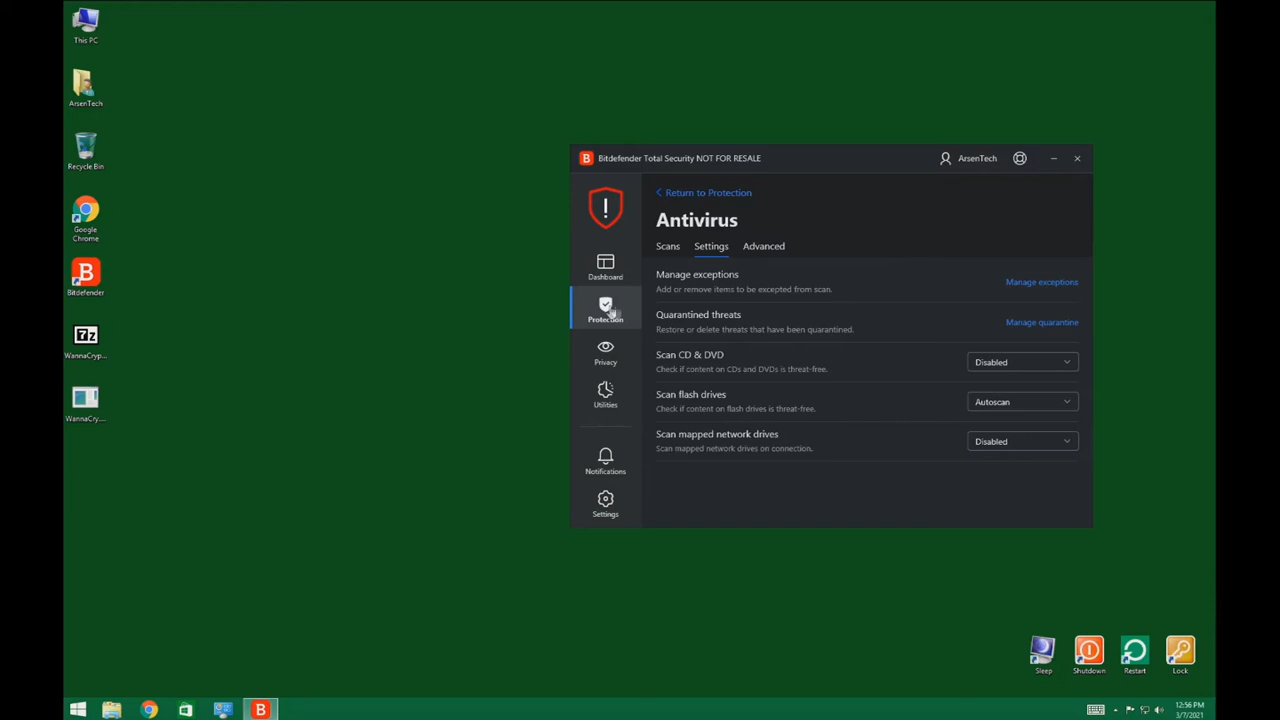 This PC
ArsenTech
Recycle Bin
Google
Chrome
Bitdefender
7z
WannaCryp...
WannaCry....
B
Bitdefender Total Security NOT FOR RESALE
ArsenTech
Dashboard
Protection
Privacy
Utilities
Notifications
Settings
Return to Protection
Antivirus
Scans Settings Advanced
Manage exceptions
Add or remove items to be excepted from scan.
Manage exceptions
Quarantined threats
Restore or delete threats that have been quarantined.
Manage quarantine
Scan CD & DVD
Check if content on CDs and DVDs is threat-free.
Disabled
Scan flash drives
Check if content on flash drives is threat-free.
Autoscan
Scan mapped network drives
Scan mapped network drives on connection.
Disabled
Sleep
Shutdown
Restart
Lock
B
12:56 PM
3/7/2021